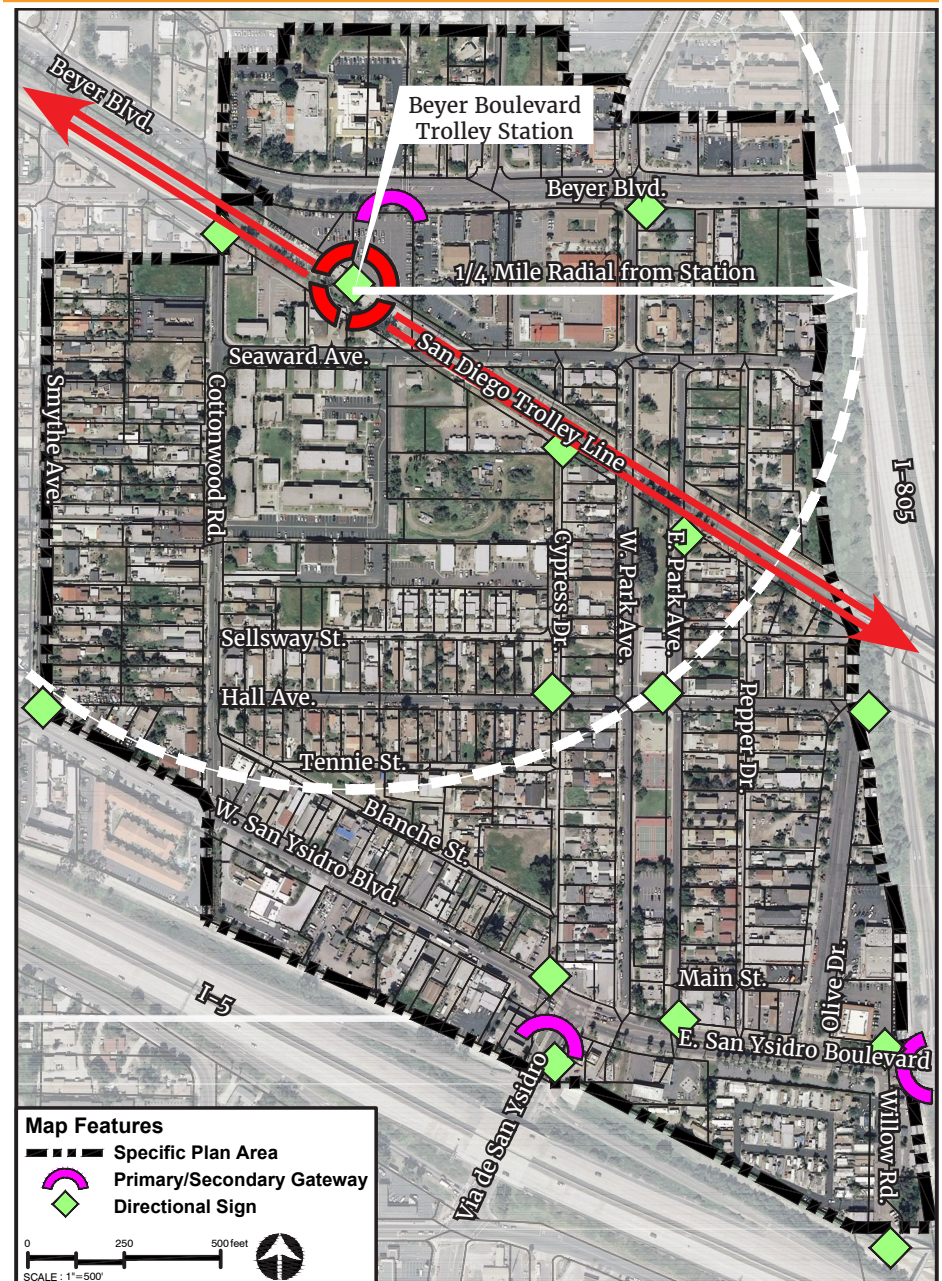 Beyer Blvd.
Beyer Boulevard
Trolley Station
Beyer Blvd.
1/4 Mile Radial from Station
Seaward Ave.
San Diego Trolley Line
Smythe Ave.
Cottonwood Rd.
I-805
Cypress Dr.
W. Park Ave.
E. Park Ave.
Sellsway St.
Hall Ave.
Pepper Dr.
Tennie St.
Blanche St.
W. San Ysidro Blvd.
Main St.
Olive Dr.
I-5
E. San Ysidro Boulevard
Via de San Ysidro
Willow Rd.
Map Features
Specific Plan Area
Primary/Secondary Gateway
Directional Sign
0 250 500 feet
SCALE : 1"=500'